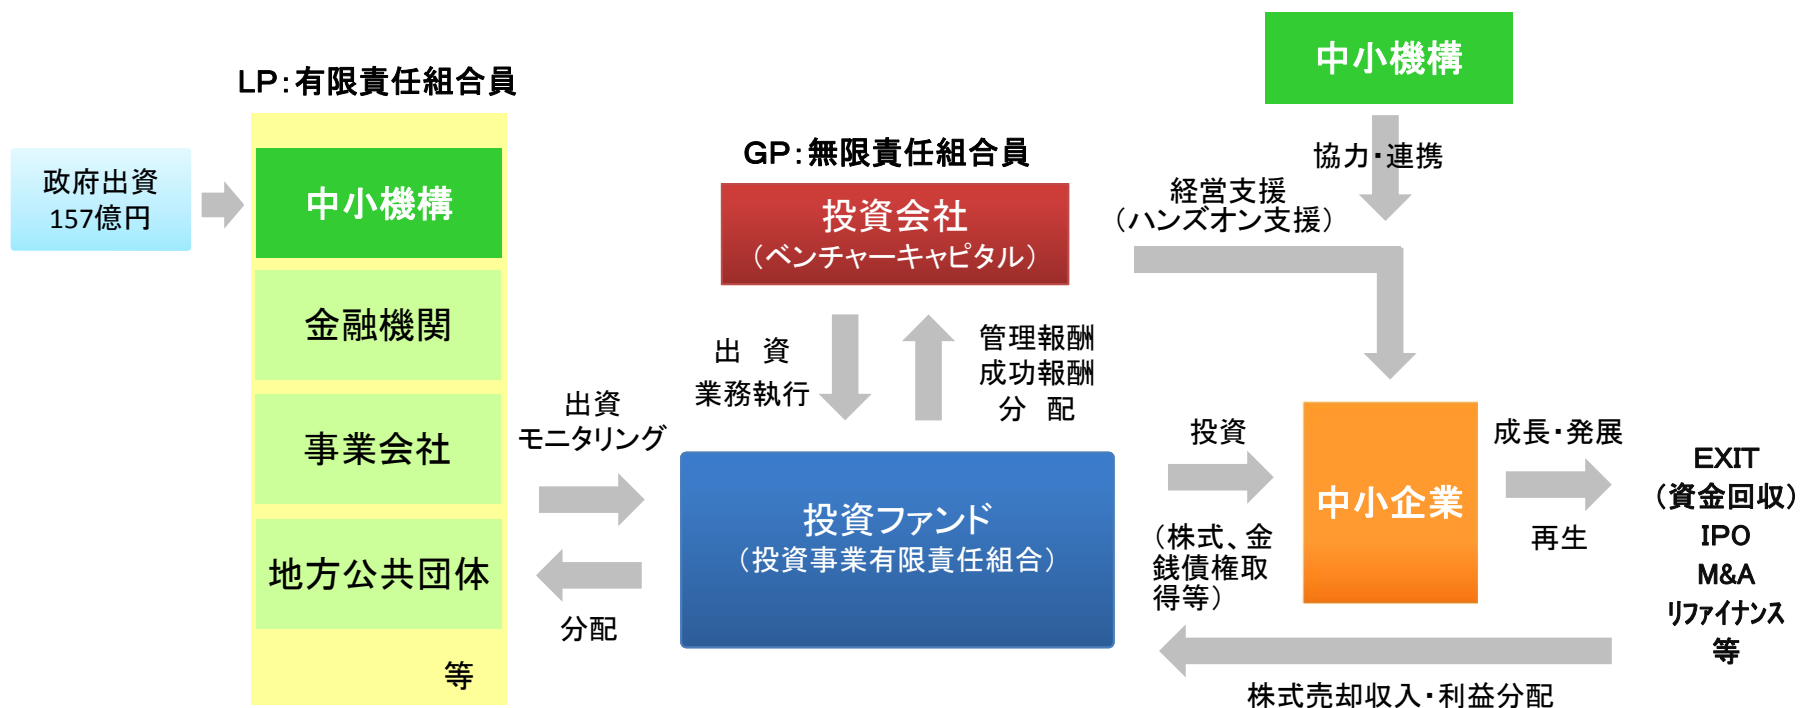 LP：有限責任組合員
政府出資
157億円
中小機構
金融機関
事業会社
地方公共団体
等
出資
モニタリング
分配
GP：無限責任組合員
投資会社
（ベンチャーキャピタル）
出　資
業務執行
管理報酬
成功報酬
分　配
投資ファンド
（投資事業有限責任組合）
中小機構
協力・連携
経営支援
（ハンズオン支援）
投資
（株式、金
銭債権取
得等）
中小企業
成長・発展
再生
EXIT
（資金回収）
IPO
M&A
リファイナンス
等
株式売却収入・利益分配